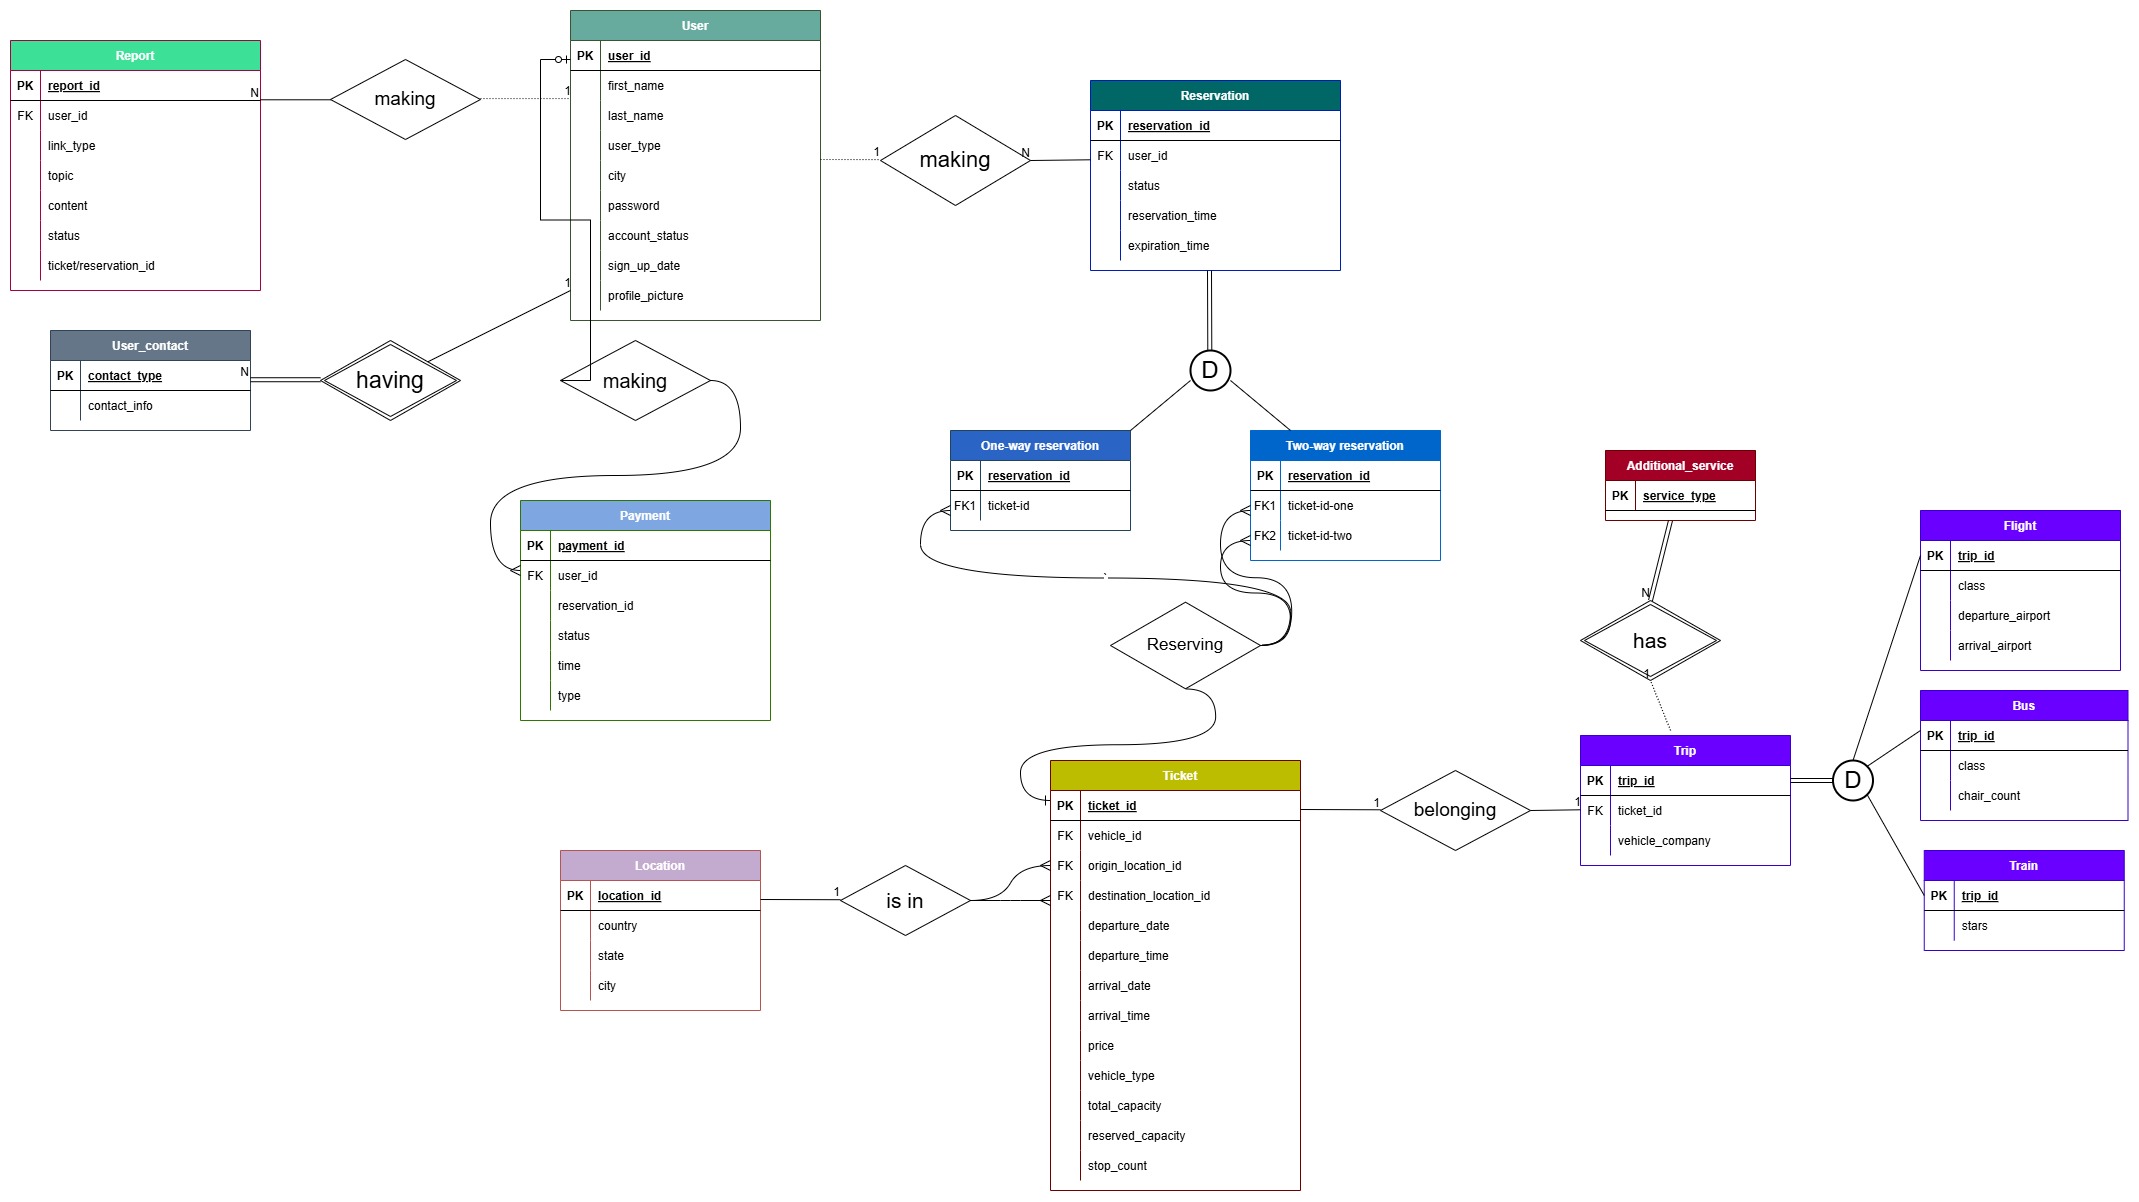 User
PK user_id
first_name
last_name
user_type
city
password
account_status
sign_up_date
profile_picture
Report
PK report_id
FK user_id
link_type
topic
content
status
ticket/reservation_id
N
making
1
1
making
N
Reservation
PK reservation_id
FK user_id
status
reservation_time
expiration_time
User_contact
PK contact_type
contact_info
N
having
1
making
D
One-way reservation
PK reservation_id
FK1 ticket-id
Two-way reservation
PK reservation_id
FK1 ticket-id-one
FK2 ticket-id-two
Payment
PK payment_id
FK user_id
reservation_id
status
time
type
Reserving
Additional_service
PK service_type
N
has
1
Flight
PK trip_id
class
departure_airport
arrival_airport
Bus
PK trip_id
class
chair_count
Train
PK trip_id
stars
D
Trip
PK trip_id
FK ticket_id
vehicle_company
1
belonging
1
Ticket
PK ticket_id
FK vehicle_id
FK origin_location_id
FK destination_location_id
departure_date
departure_time
arrival_date
arrival_time
price
vehicle_type
total_capacity
reserved_capacity
stop_count
Location
PK location_id
country
state
city
1
is in